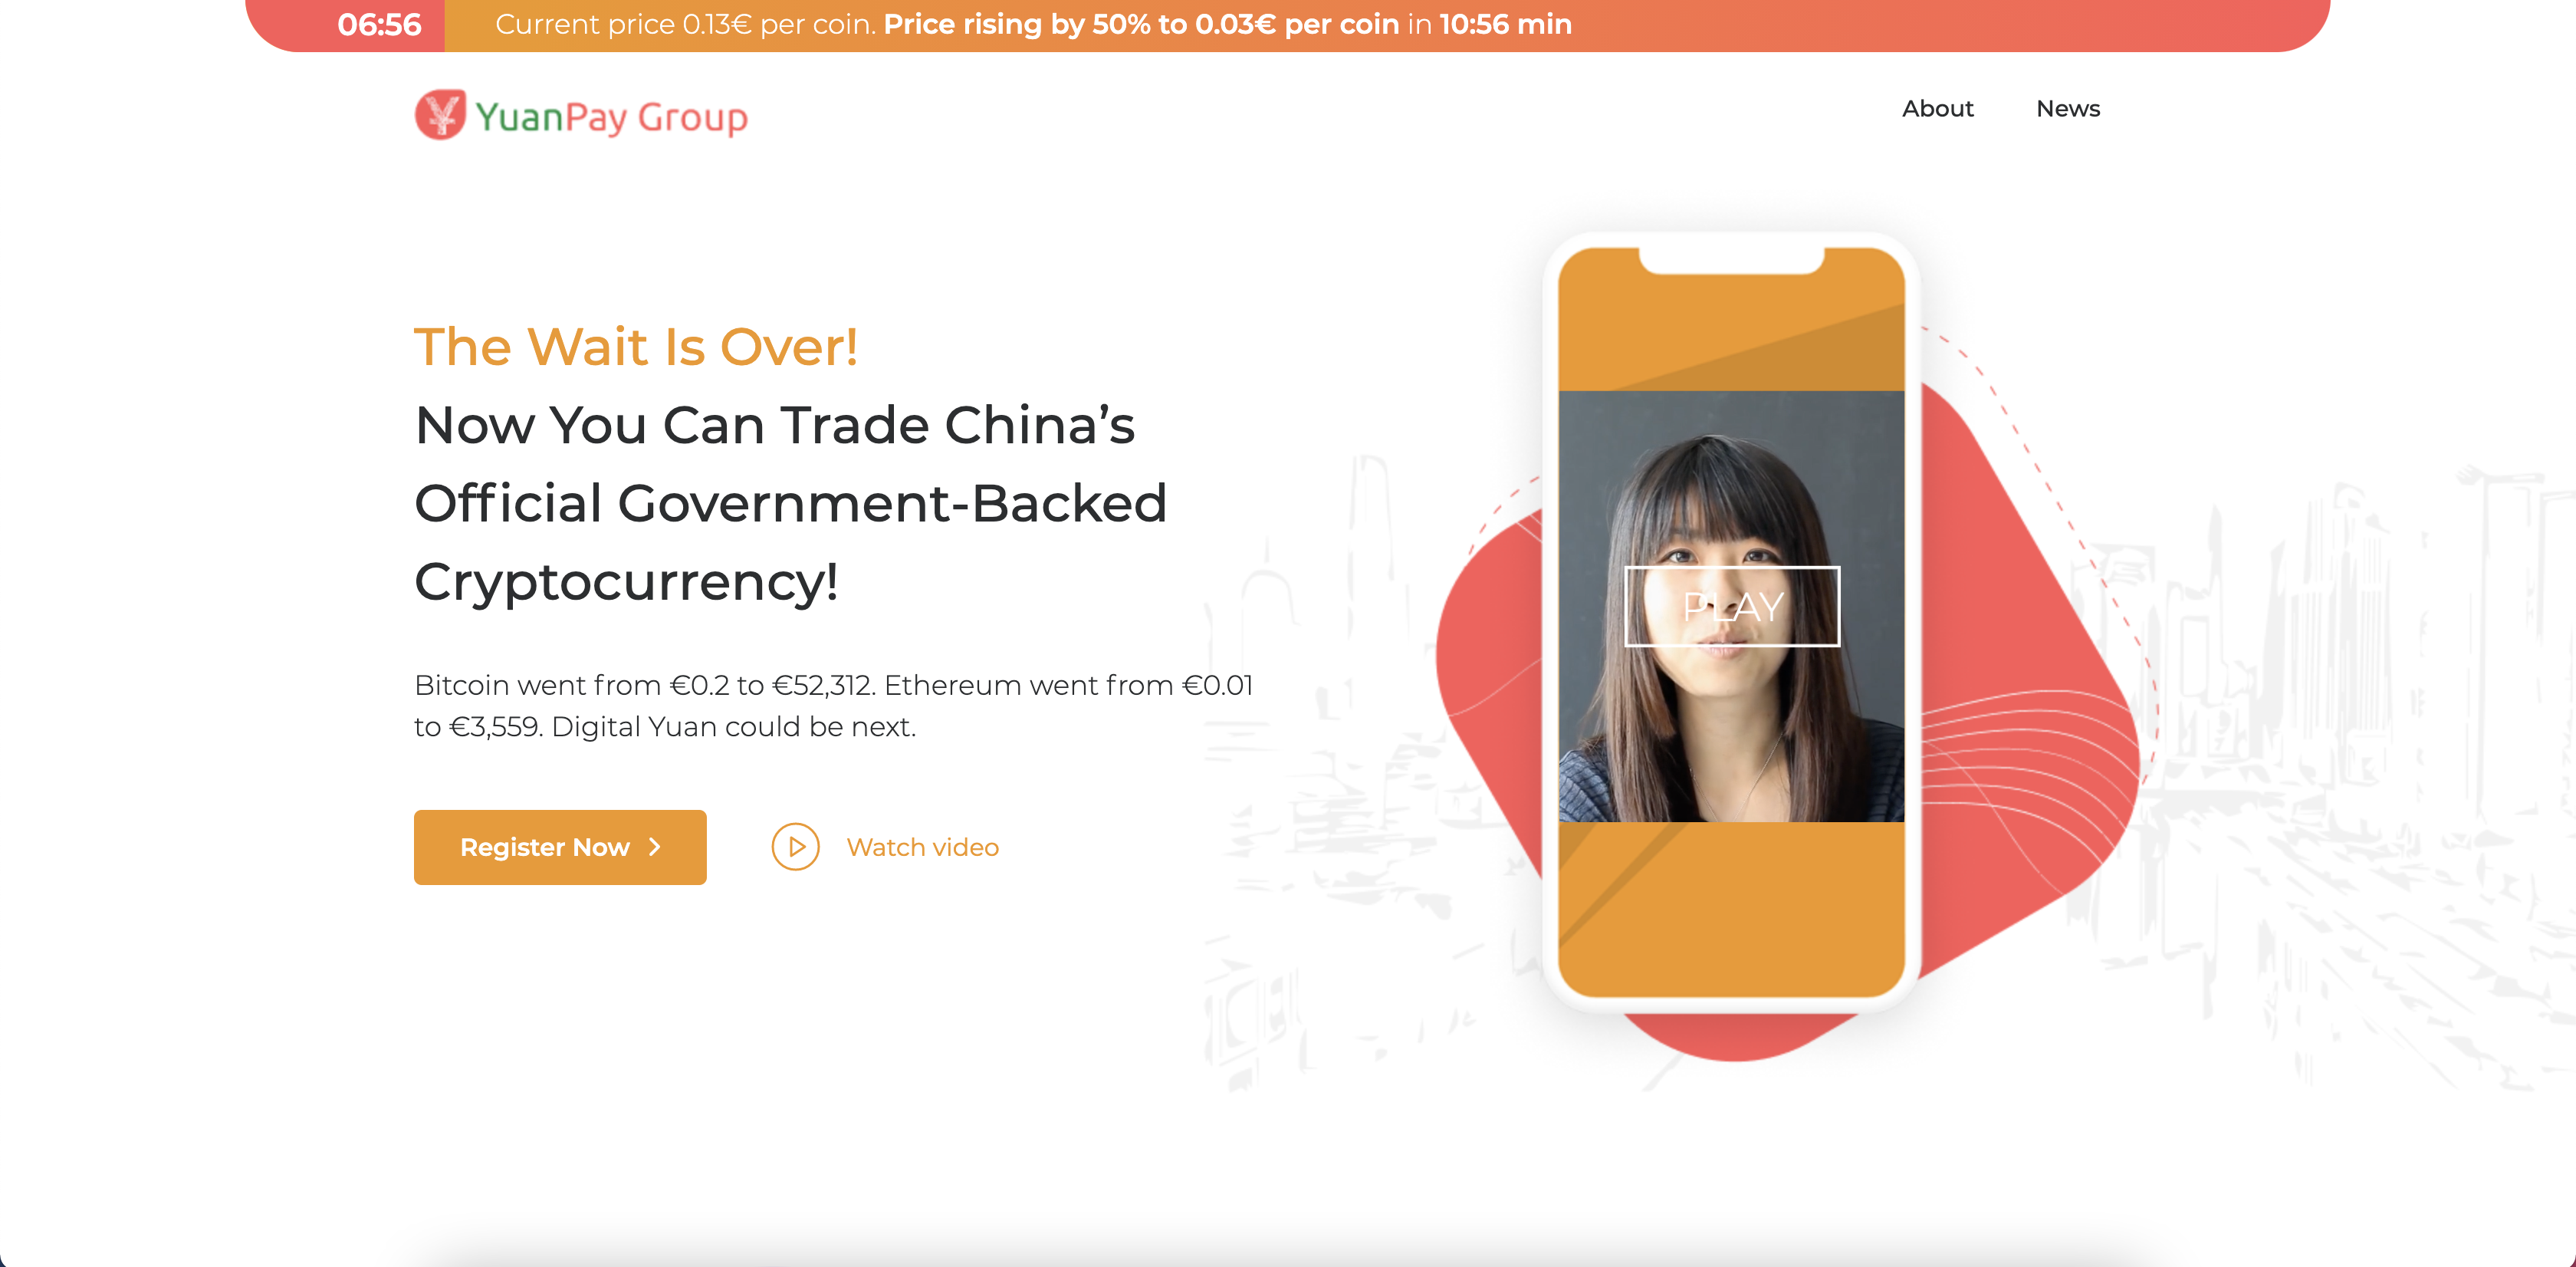 06:56 Current price 0.13€ per coin. Price rising by 50% to 0.03€ per coin in 10:56 min
YuanPay Group
About News
The Wait Is Over!
Now You Can Trade China’s
Official Government-Backed
Cryptocurrency!
Bitcoin went from €0.2 to €52,312. Ethereum went from €0.01
to €3,559. Digital Yuan could be next.
Register Now
Watch video
PLAY